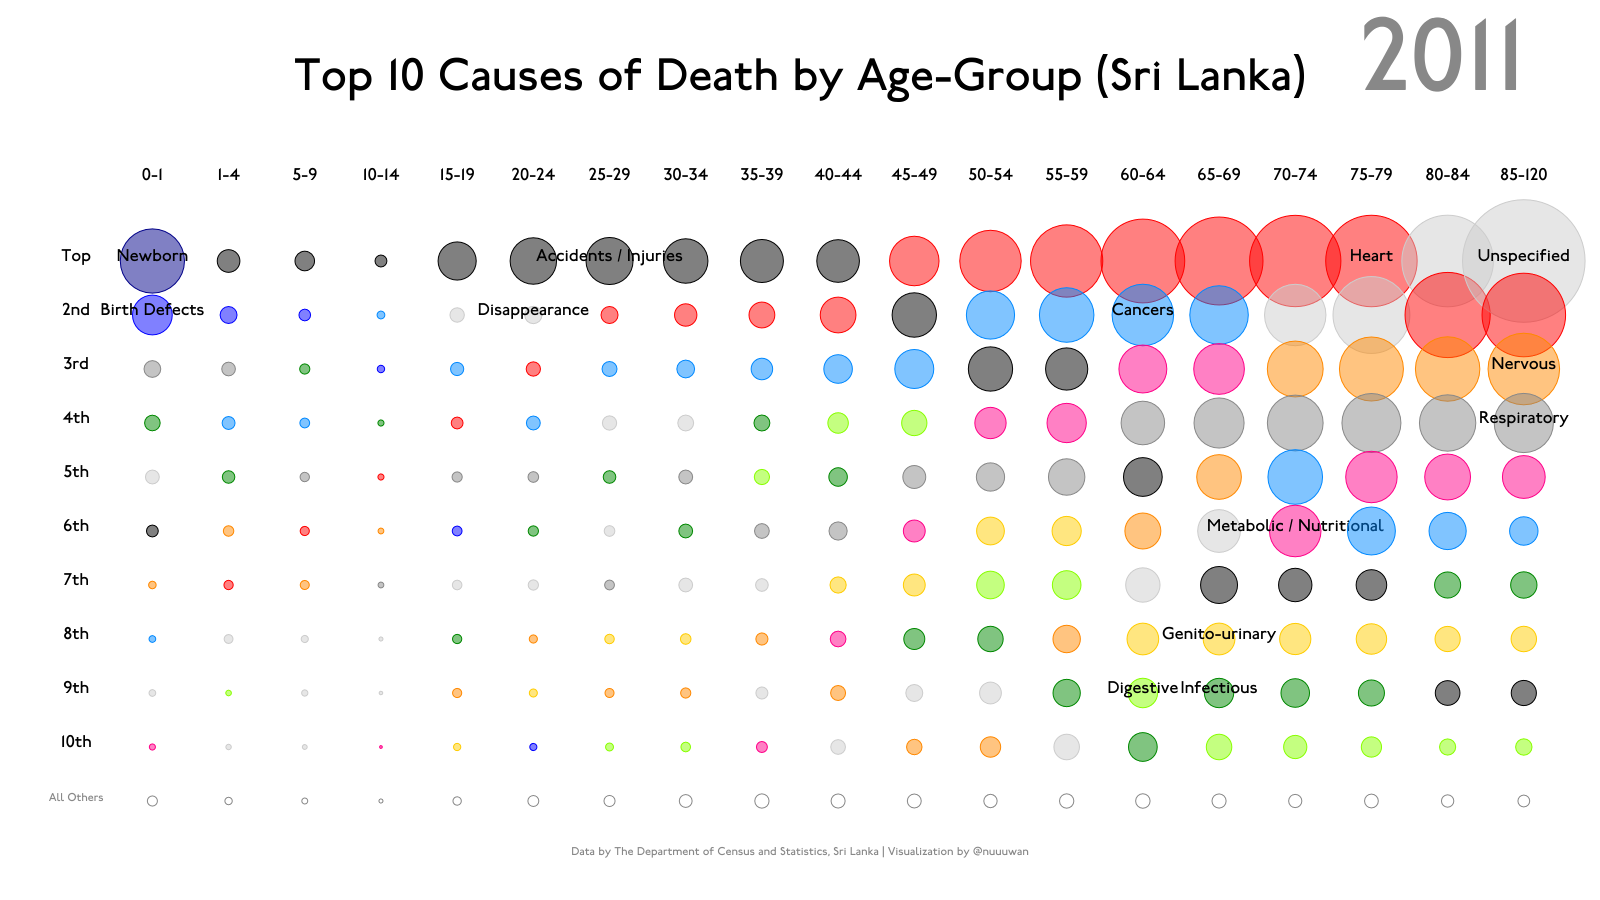 2011
Top 10 Causes of Death by Age-Group (Sri Lanka)
0-1 1-4 5-9 10-14 15-19 20-24 25-29 30-34 35-39 40-44 45-49 50-54 55-59 60-64 65-69 70-74 75-79 80-84 85-120
Top Newborn Accidents / Injuries Heart Unspecified
2nd Birth Defects Disappearance Cancers
3rd Nervous
4th Respiratory
5th
6th Metabolic / Nutritional
7th
8th Genito-urinary
9th Digestive Infectious
10th
All Others
Data by The Department of Census and Statistics, Sri Lanka | Visualization by @nuuuwan